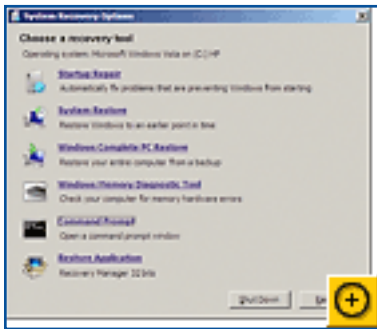 System Recovery Options
Choose a recovery tool
Operating system: Microsoft Windows Vista on (C:) HP
Startup Repair
Automatically fix problems that are preventing Windows from starting
System Restore
Restore Windows to an earlier point in time
Windows Complete PC Restore
Restore your entire computer from a backup
Windows Memory Diagnostic Tool
Check your computer for memory hardware errors
Command Prompt
Open a command prompt window
Restore Application
Recovery Manager 32bits
Shut Down